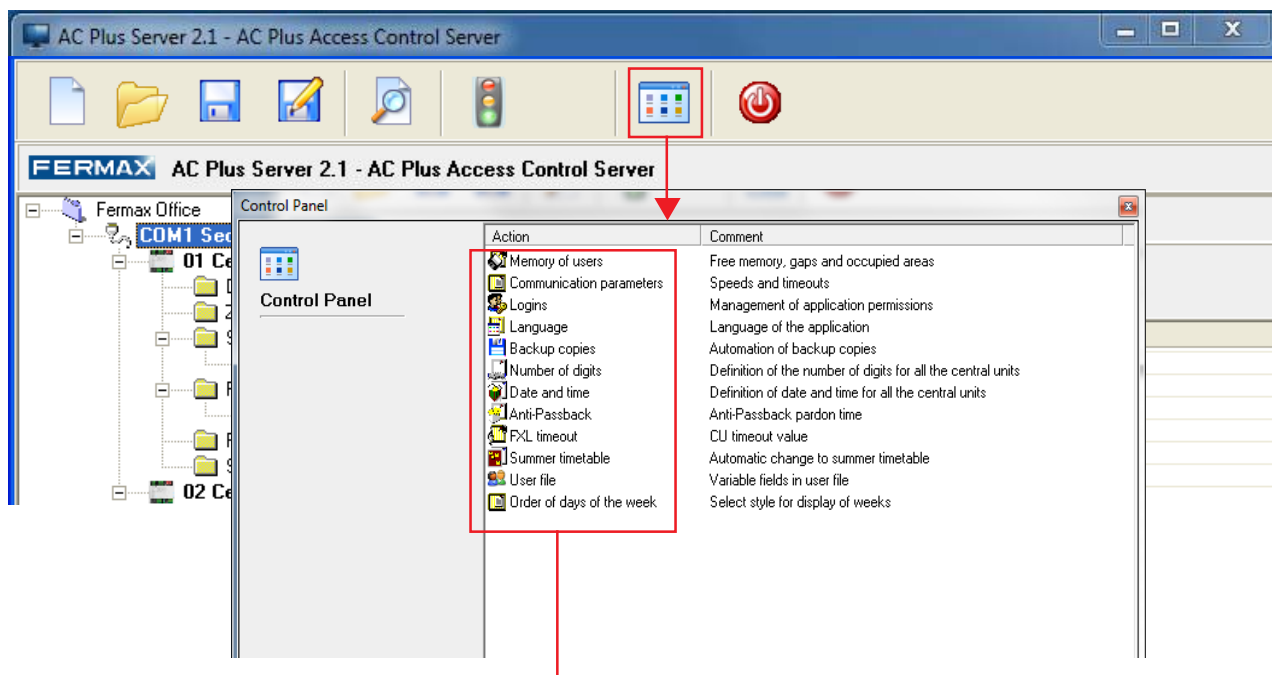 AC Plus Server 2.1 - AC Plus Access Control Server
FERMAX AC Plus Server 2.1 - AC Plus Access Control Server
Fermax Office
COM1
01
02
Control Panel
Control Panel
Action Comment
Memory of users Free memory, gaps and occupied areas
Communication parameters Speeds and timeouts
Logins Management of application permissions
Language Language of the application
Backup copies Automation of backup copies
Number of digits Definition of the number of digits for all the central units
Date and time Definition of date and time for all the central units
Anti-Passback Anti-Passback pardon time
FXL timeout CU timeout value
Summer timetable Automatic change to summer timetable
User file Variable fields in user file
Order of days of the week Select style for display of weeks